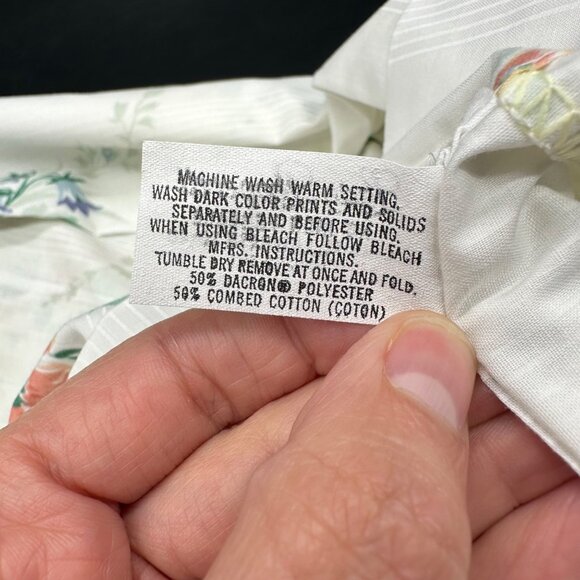 MACHINE WASH WARM SETTING.
WASH DARK COLOR PRINTS AND SOLIDS
SEPARATELY AND BEFORE USING.
WHEN USING BLEACH FOLLOW BLEACH
MFRS. INSTRUCTIONS.
TUMBLE DRY REMOVE AT ONCE AND FOLD.
50% DACRON® POLYESTER
50% COMBED COTTON (COTON)